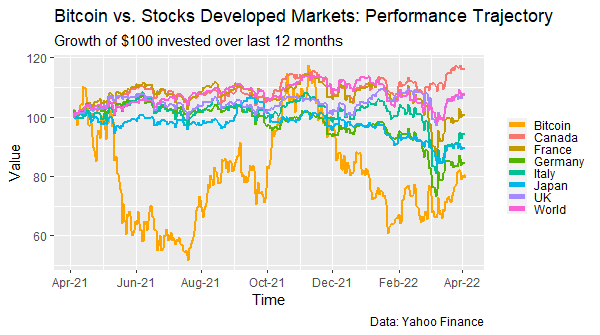 Bitcoin vs. Stocks Developed Markets: Performance Trajectory
Growth of $100 invested over last 12 months
120
100
80
60
Value
Apr-21 Jun-21 Aug-21 Oct-21 Dec-21 Feb-22 Apr-22
Time
Bitcoin
Canada
France
Germany
Italy
Japan
UK
World
Data: Yahoo Finance